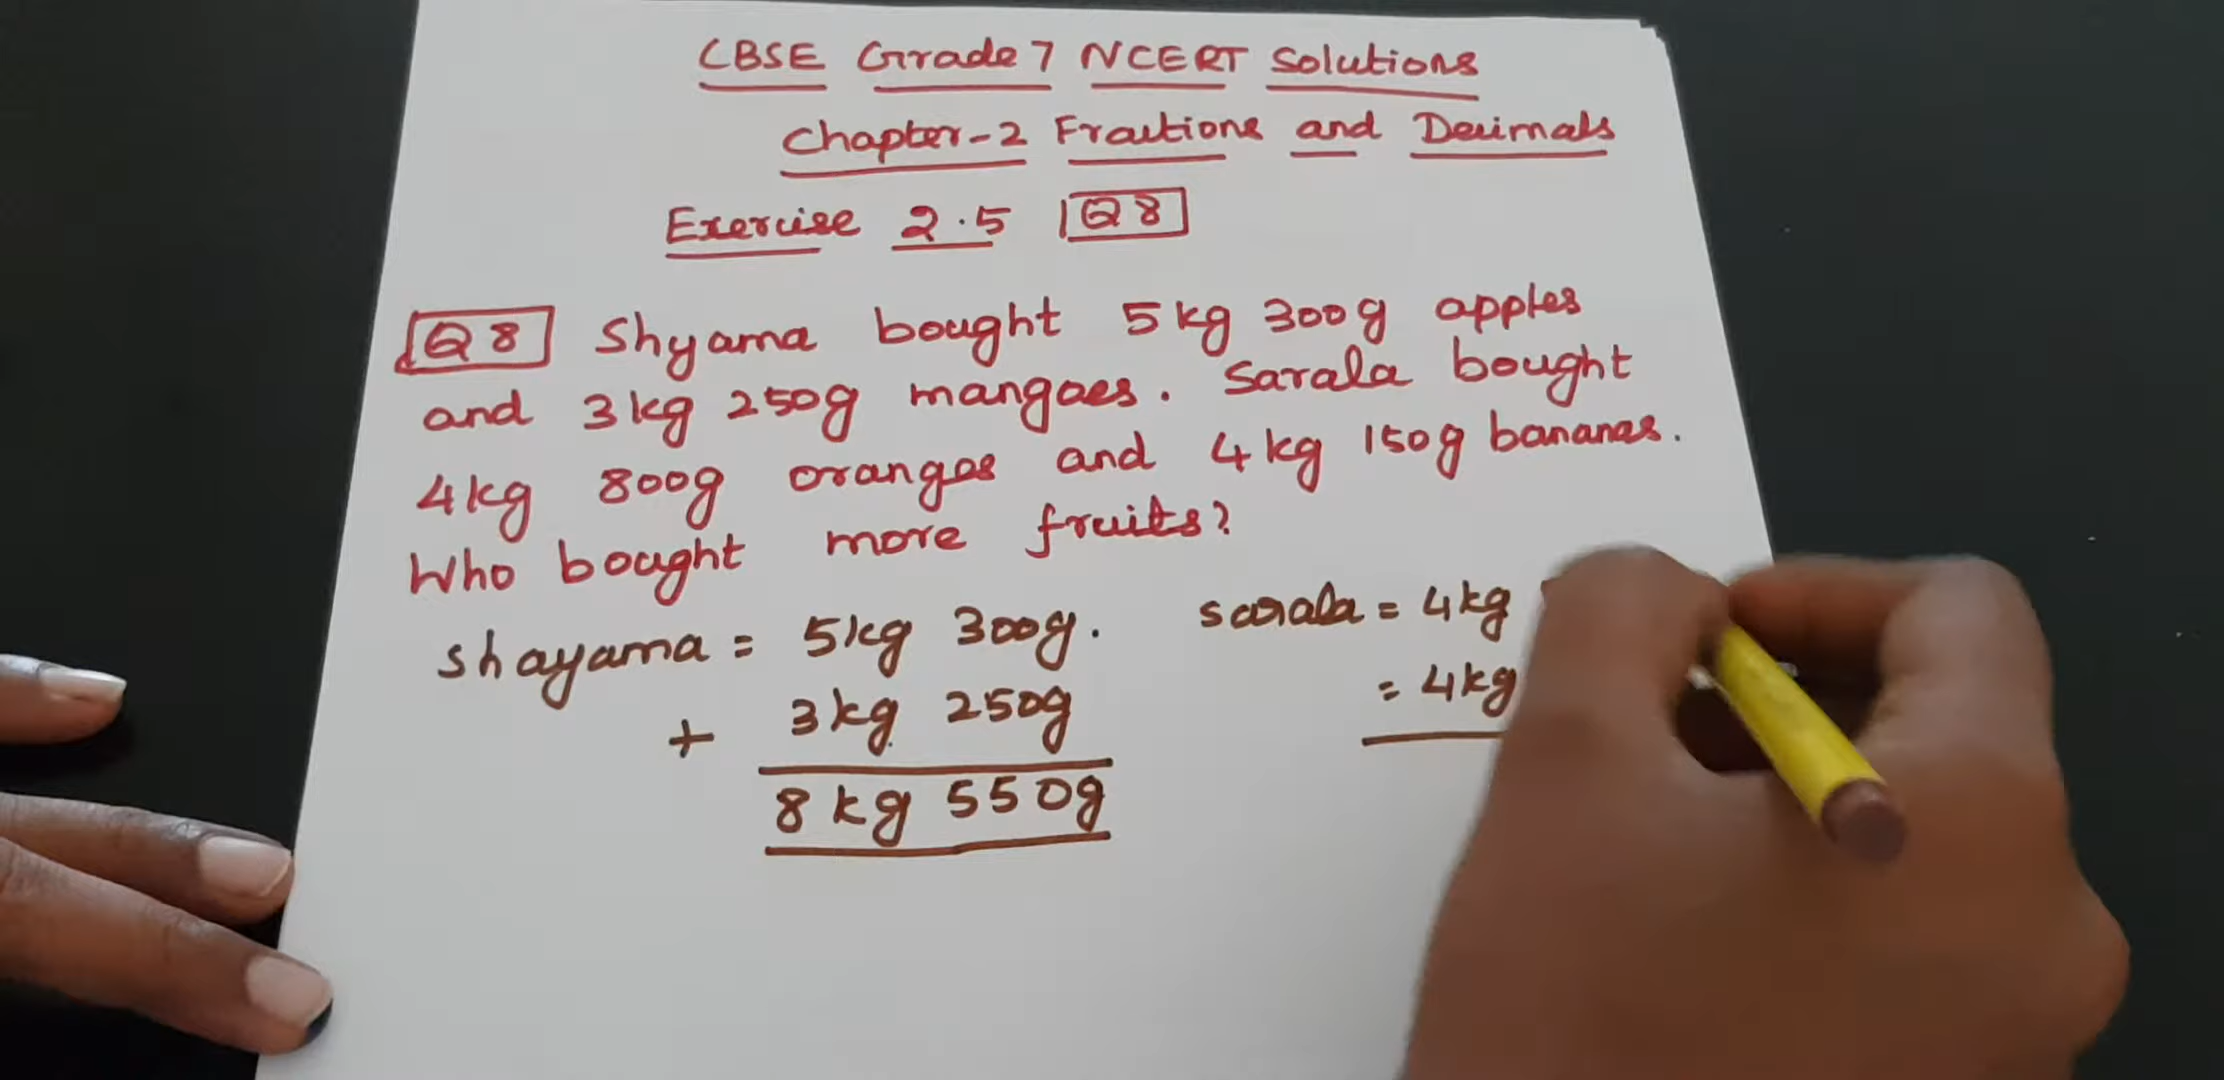 CBSE Grade 7 NCERT Solutions
Chapter-2 Fractions and Decimals
Exercise 2.5 Q8
Q8 Shyama bought 5kg 300g apples
and 3kg 250g mangoes. Sarala bought
4kg 800g oranges and 4kg 150g bananas.
Who bought more fruits?
shayama = 5kg 300g.
+ 3kg 250g
8kg 550g
sarala = 4kg
= 4kg